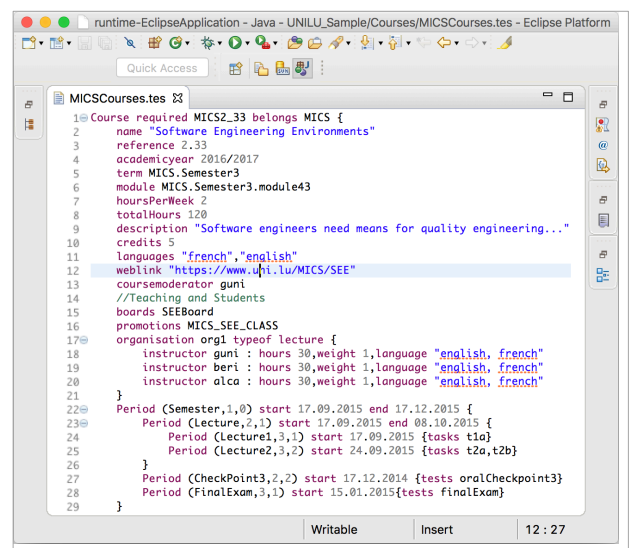 runtime-EclipseApplication - Java - UNILU_Sample/Courses/MICSCourses.tes - Eclipse Platform
Quick Access
MICSCourses.tes
1 Course required MICS2_33 belongs MICS {
2 name "Software Engineering Environments"
3 reference 2.33
4 academicyear 2016/2017
5 term MICS.Semester3
6 module MICS.Semester3.module43
7 hoursPerWeek 2
8 totalHours 120
9 description "Software engineers need means for quality engineering..."
10 credits 5
11 languages "french","english"
12 weblink "https://www.uni.lu/MICS/SEE"
13 coursemoderator guni
14 //Teaching and Students
15 boards SEEBoard
16 promotions MICS_SEE_CLASS
17 organisation org1 typeof lecture {
18 instructor guni : hours 30,weight 1,language "english, french"
19 instructor beri : hours 30,weight 1,language "english, french"
20 instructor alca : hours 30,weight 1,language "english, french"
21 }
22 Period (Semester,1,0) start 17.09.2015 end 17.12.2015 {
23 Period (Lecture,2,1) start 17.09.2015 end 08.10.2015 {
24 Period (Lecture1,3,1) start 17.09.2015 {tasks t1a}
25 Period (Lecture2,3,2) start 24.09.2015 {tasks t2a,t2b}
26 }
27 Period (CheckPoint3,2,2) start 17.12.2014 {tests oralCheckpoint3}
28 Period (FinalExam,3,1) start 15.01.2015{tests finalExam}
29 }
Writable Insert 12 : 27